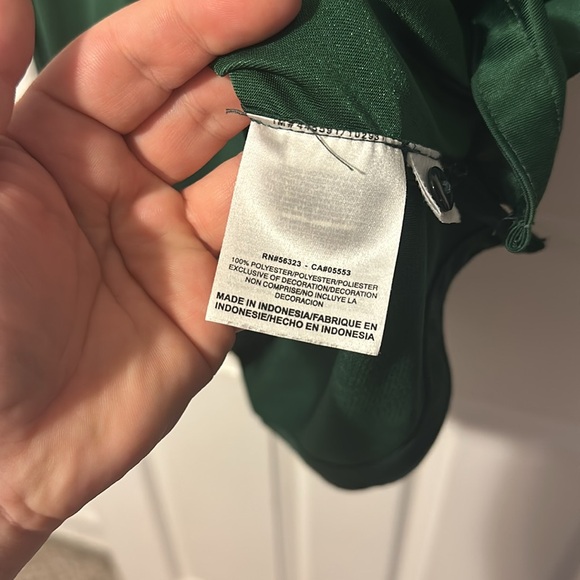 RN#56323 - CA#05553
100% POLYESTER/POLYESTER/POLIESTER
EXCLUSIVE OF DECORATION/DECORATION
NON COMPRISE/NO INCLUYE LA
DECORACION
MADE IN INDONESIA/FABRIQUE EN
INDONESIE/HECHO EN INDONESIA